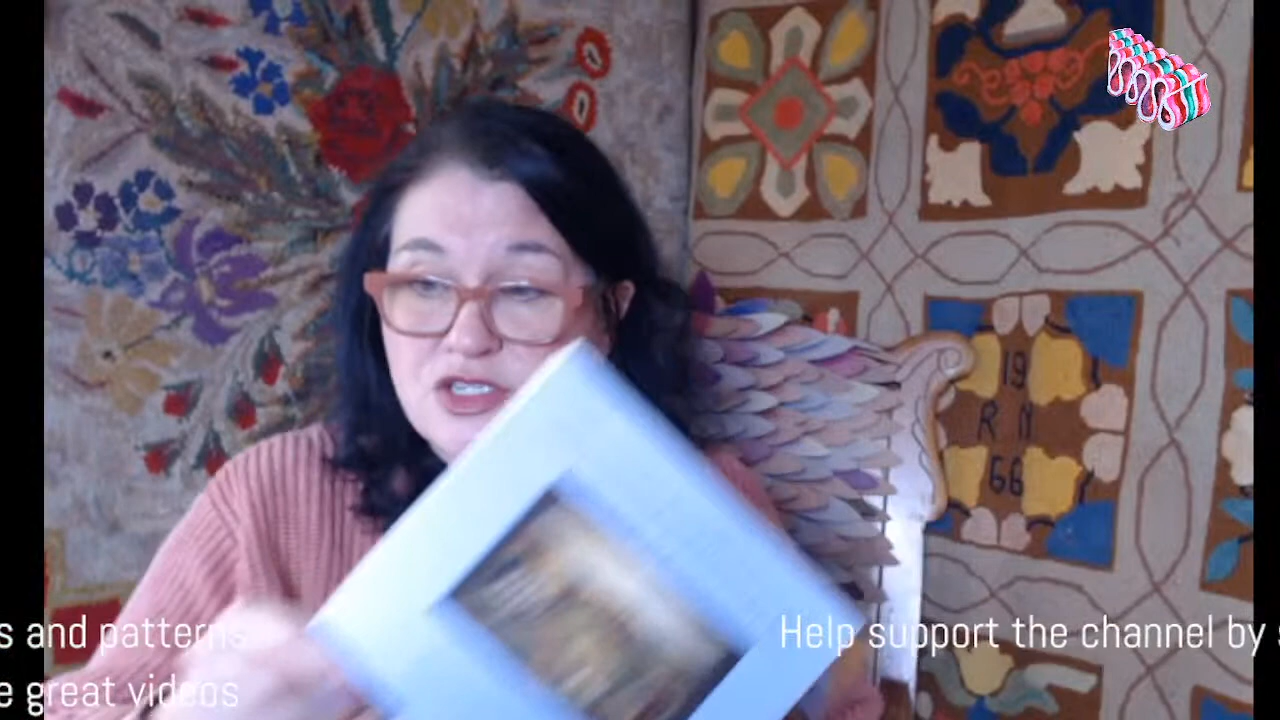 19
R N
66
s and patterns
Help support the channel by
e great videos